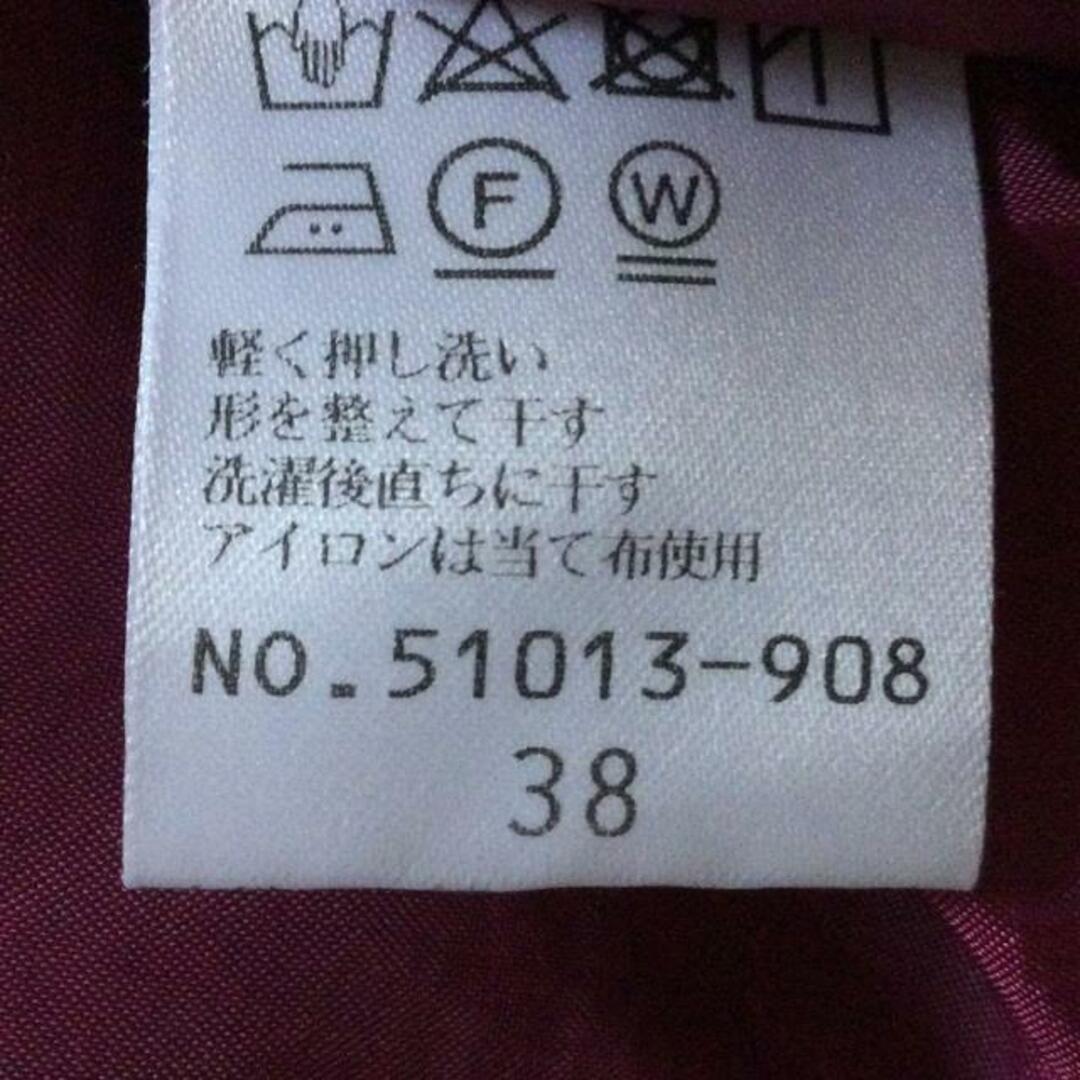 F W
軽く押し洗い
形を整えて干す
洗濯後直ちに干す
アイロンは当て布使用
NO.51013-908
38